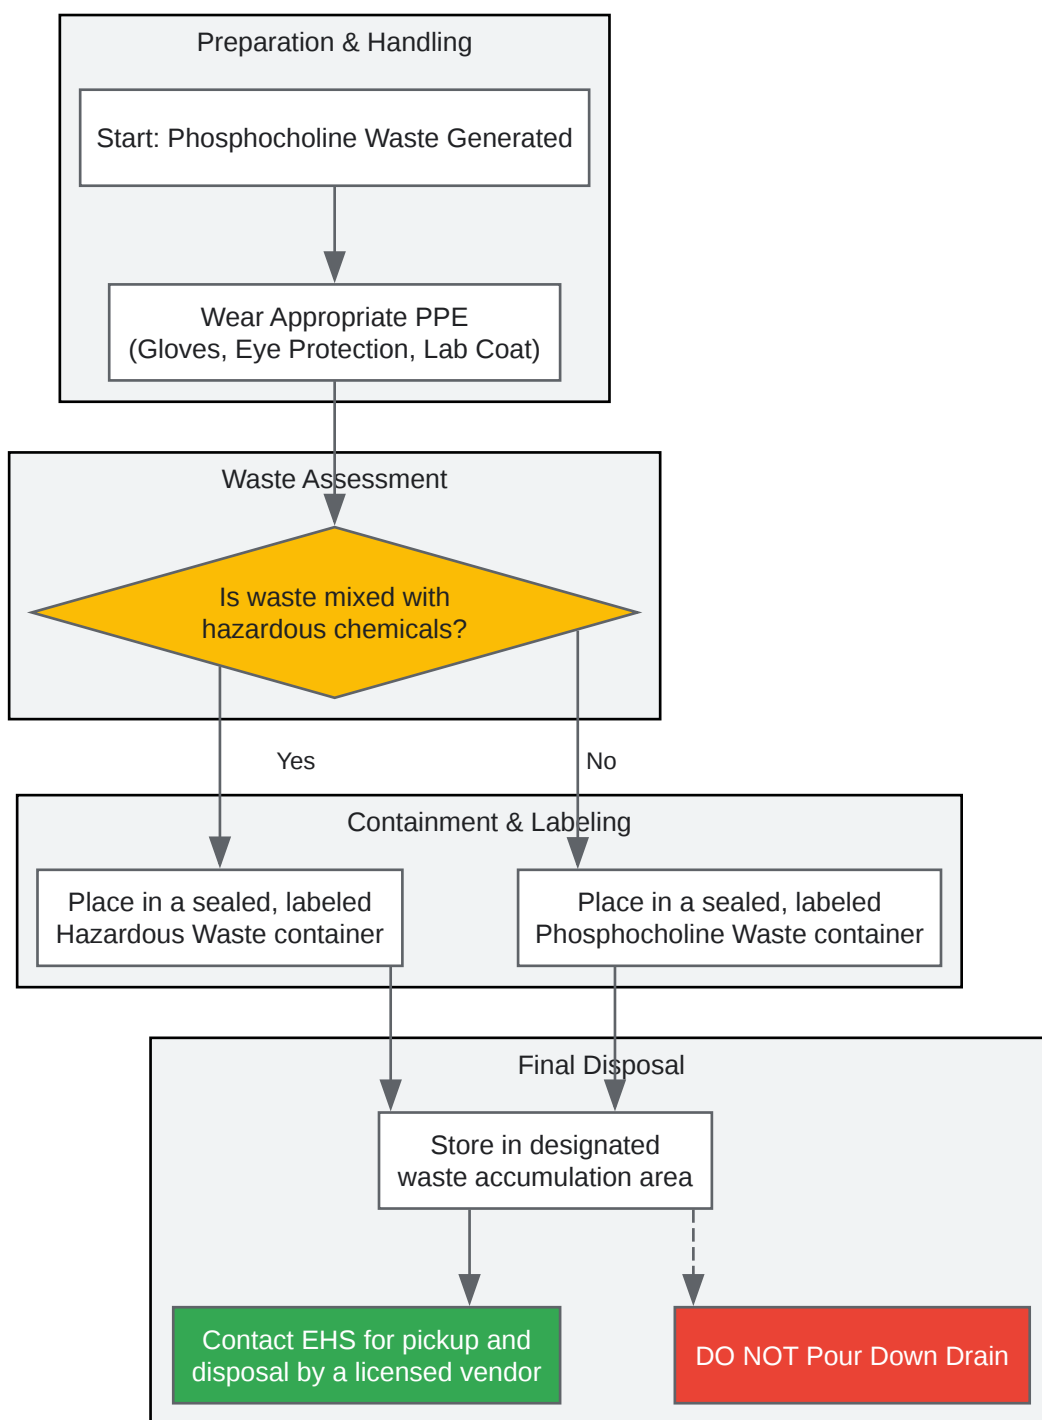 Preparation & Handling
Start: Phosphocholine Waste Generated
Wear Appropriate PPE
(Gloves, Eye Protection, Lab Coat)
Waste Assessment
Is waste mixed with
hazardous chemicals?
Yes
No
Containment & Labeling
Place in a sealed, labeled
Hazardous Waste container
Place in a sealed, labeled
Phosphocholine Waste container
Final Disposal
Store in designated
waste accumulation area
Contact EHS for pickup and
disposal by a licensed vendor
DO NOT Pour Down Drain